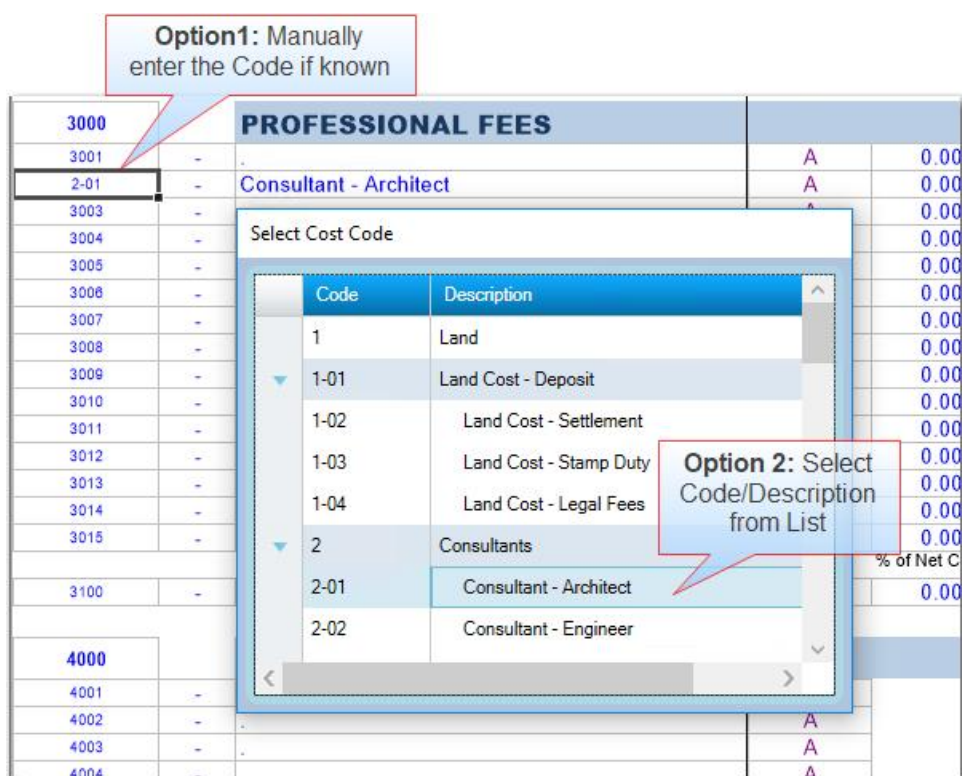 Option1: Manually
enter the Code if known
3000 PROFESSIONAL FEES
3001 - . A 0.00
2-01 - Consultant - Architect A 0.00
3003 - 0.00
Select Cost Code
3004 - 0.00
3005 - 0.00
3006 - 0.00
Code Description
3007 - 0.00
1 Land
3008 - 0.00
3009 - 0.00
1-01 Land Cost - Deposit
3010 - 0.00
1-02 Land Cost - Settlement
3011 - 0.00
3012 - 0.00
1-03 Land Cost - Stamp Duty
Option 2: Select
Code/Description
from List
3013 - 0.00
1-04 Land Cost - Legal Fees
3014 - 0.00
3015 - 0.00
2 Consultants
% of Net C
3100 - 0.00
2-01 Consultant - Architect
2-02 Consultant - Engineer
4000
4001 -
4002 - . A
4003 - . A
4004 A